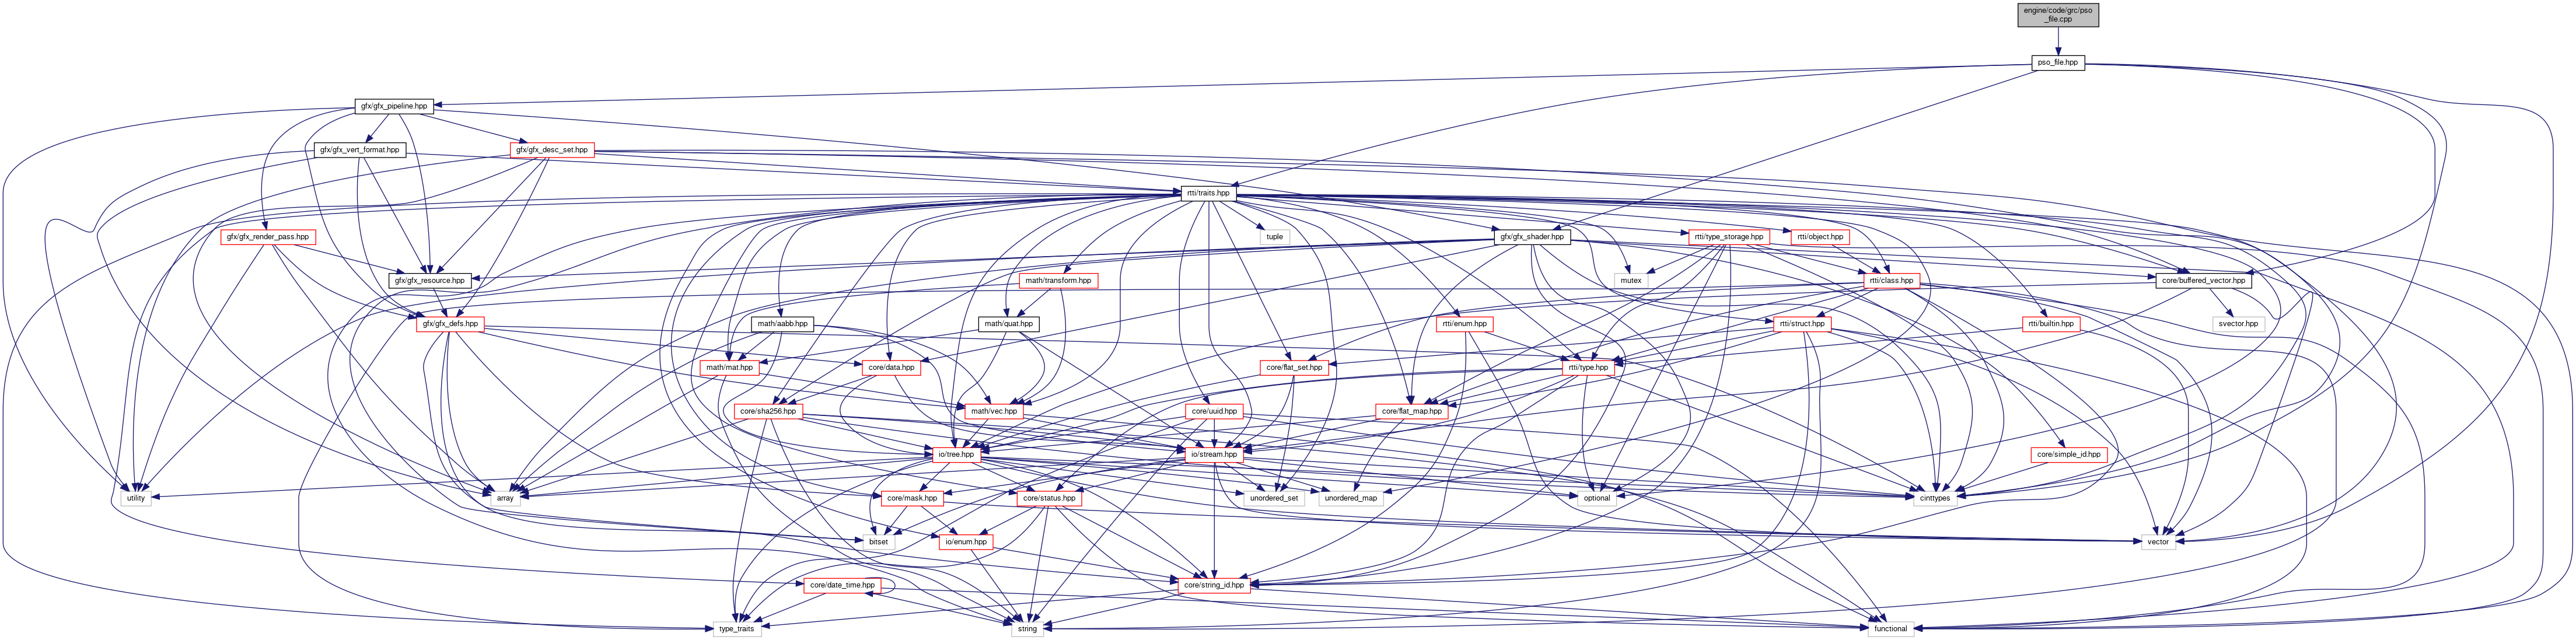 engine/code/grc/pso
_file.cpp
pso_file.hpp
gfx/gfx_pipeline.hpp
gfx/gfx_vert_format.hpp
gfx/gfx_desc_set.hpp
rtti/traits.hpp
gfx/gfx_render_pass.hpp
tuple
gfx/gfx_shader.hpp
rtti/type_storage.hpp
rtti/object.hpp
gfx/gfx_resource.hpp
math/transform.hpp
mutex
rtti/class.hpp
core/buffered_vector.hpp
gfx/gfx_defs.hpp
math/aabb.hpp
math/quat.hpp
rtti/enum.hpp
rtti/struct.hpp
rtti/builtin.hpp
svector.hpp
math/mat.hpp
core/data.hpp
core/flat_set.hpp
rtti/type.hpp
core/sha256.hpp
math/vec.hpp
core/uuid.hpp
core/flat_map.hpp
io/tree.hpp
io/stream.hpp
core/simple_id.hpp
utility
array
core/mask.hpp
core/status.hpp
unordered_set
unordered_map
optional
cinttypes
bitset
io/enum.hpp
vector
core/date_time.hpp
core/string_id.hpp
type_traits
string
functional